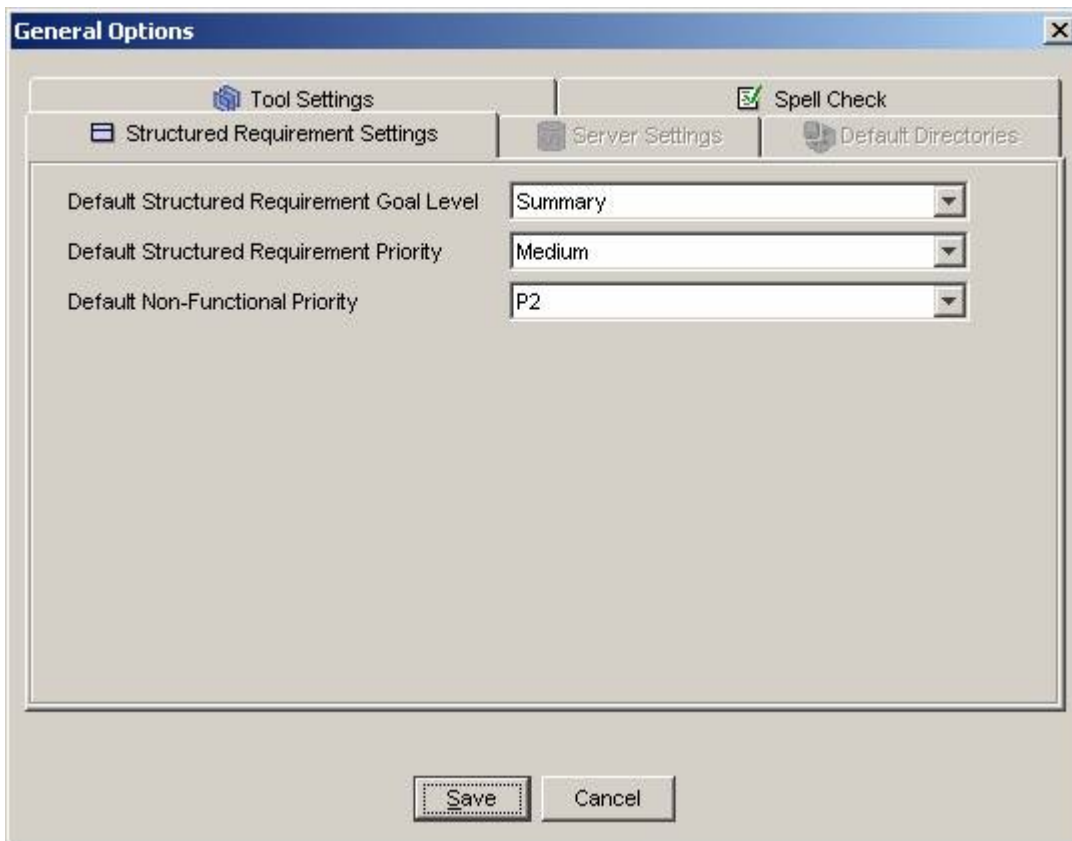 General Options
Tool Settings
Spell Check
Structured Requirement Settings
Server Settings
Default Directories
Default Structured Requirement Goal Level
Summary
Default Structured Requirement Priority
Medium
Default Non-Functional Priority
P2
Save
Cancel